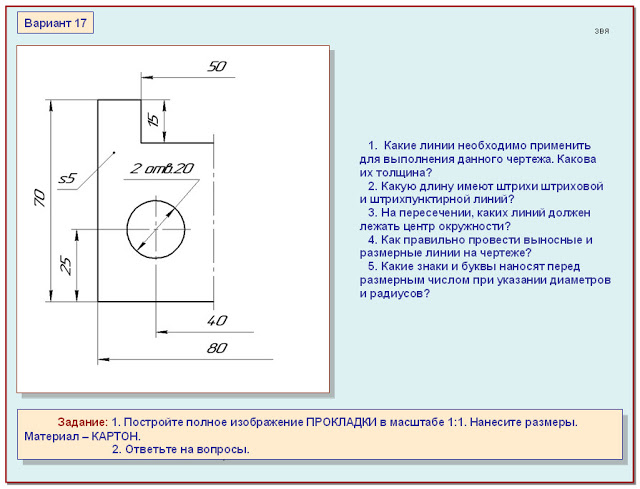 Вариант 17
ЗВЯ
50
15
2 отв.20
s5
70
25
40
80
1. Какие линии необходимо применить
для выполнения данного чертежа. Какова
их толщина?
2. Какую длину имеют штрихи штриховой
и штрихпунктирной линий?
3. На пересечении, каких линий должен
лежать центр окружности?
4. Как правильно провести выносные и
размерные линии на чертеже?
5. Какие знаки и буквы наносят перед
размерным числом при указании диаметров
и радиусов?
Задание: 1. Постройте полное изображение ПРОКЛАДКИ в масштабе 1:1. Нанесите размеры.
Материал – КАРТОН.
2. Ответьте на вопросы.